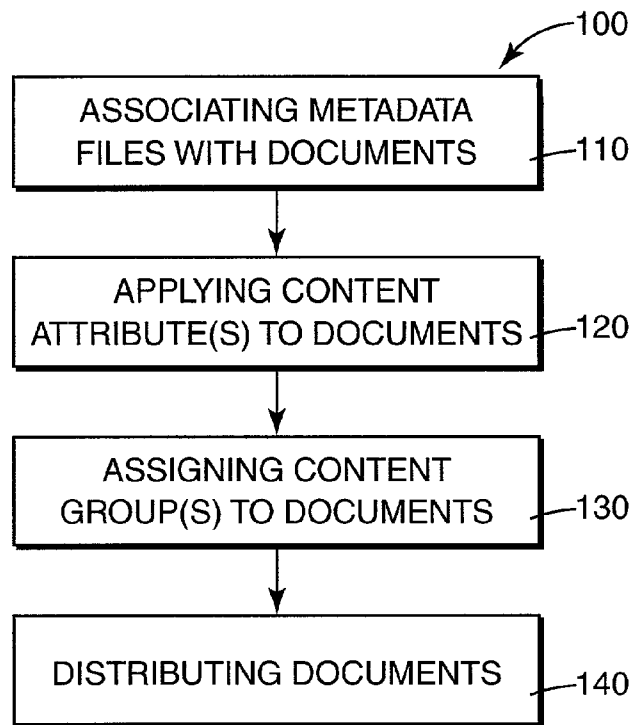 100
ASSOCIATING METADATA
FILES WITH DOCUMENTS
110
APPLYING CONTENT
ATTRIBUTE(S) TO DOCUMENTS
120
ASSIGNING CONTENT
GROUP(S) TO DOCUMENTS
130
DISTRIBUTING DOCUMENTS
140